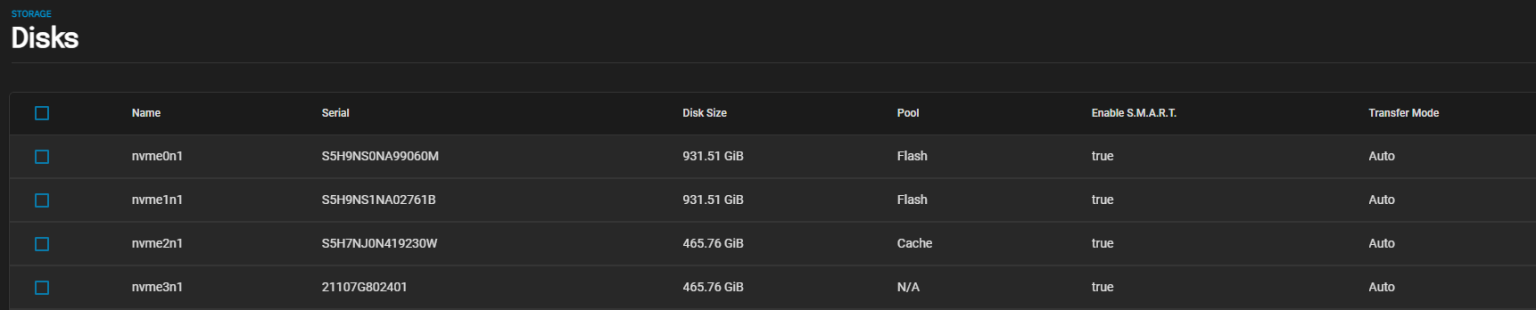 STORAGE
Disks
Name Serial Disk Size Pool Enable S.M.A.R.T. Transfer Mode
nvme0n1 S5H9NS0NA99060M 931.51 GiB Flash true Auto
nvme1n1 S5H9NS1NA02761B 931.51 GiB Flash true Auto
nvme2n1 S5H7NJ0N419230W 465.76 GiB Cache true Auto
nvme3n1 21107G802401 465.76 GiB N/A true Auto